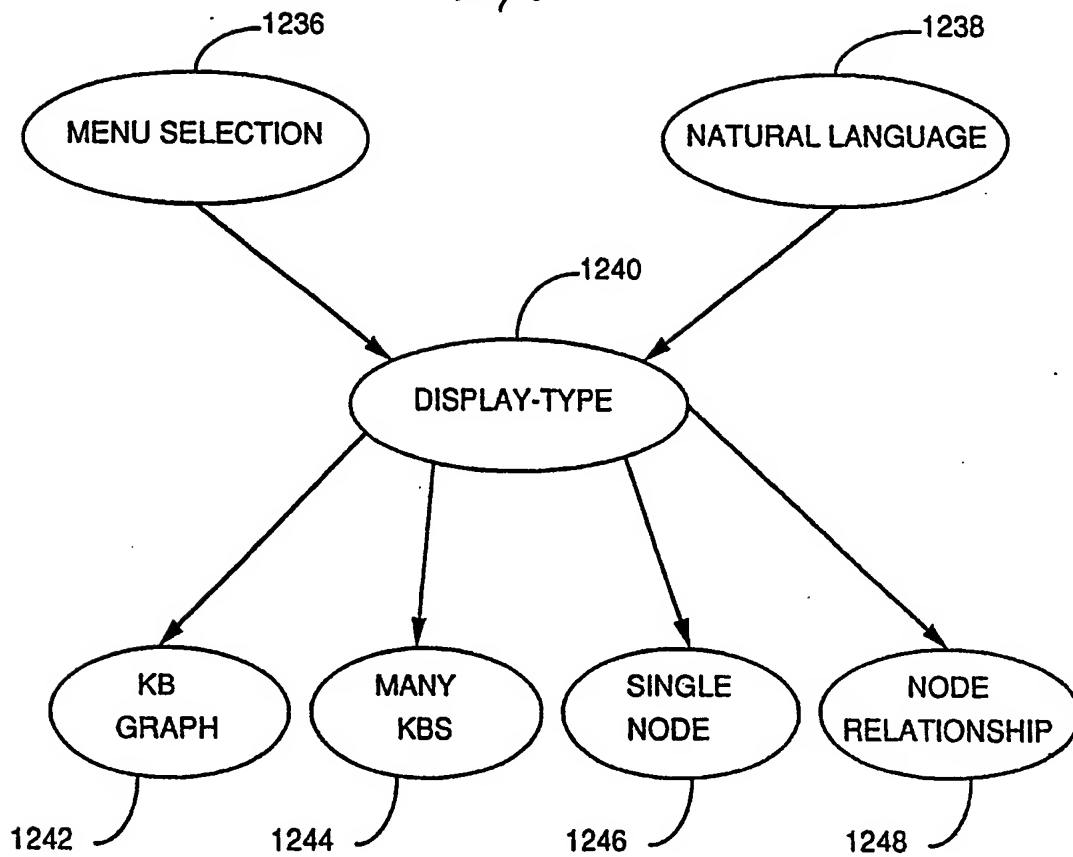 1236
1238
MENU SELECTION
NATURAL LANGUAGE
1240
DISPLAY-TYPE
KB
GRAPH
MANY
KBS
SINGLE
NODE
NODE
RELATIONSHIP
1242
1244
1246
1248